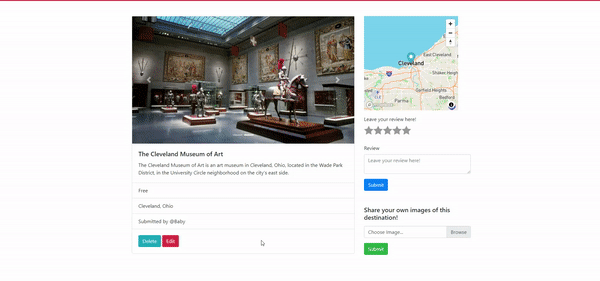 The Cleveland Museum of Art
The Cleveland Museum of Art is an art museum in Cleveland, Ohio, located in the Wade Park
District, in the University Circle neighborhood on the city's east side.
Free
Cleveland, Ohio
Submitted by @Baby
Delete Edit
East Cleveland
Cleveland
Shaker Heights
Garfield Heights
Parma
Bedford
mapbox
Leave your review here!
Review
Leave your review here!
Submit
Share your own images of this
destination!
Choose image... Browse
Submit